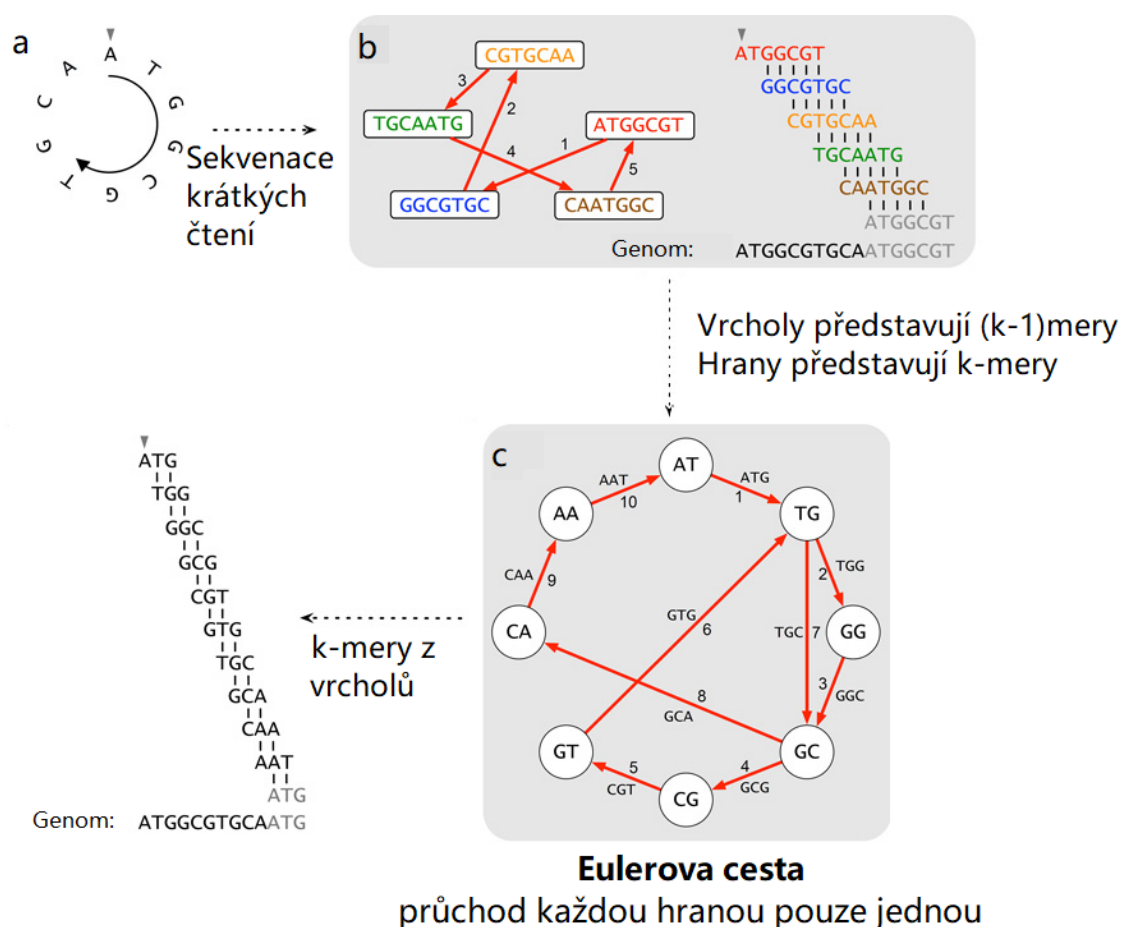 a
A
T
G
G
C
G
T
G
C
A
Sekvenace
krátkých
čtení
b
CGTGCAA
3
2
TGCAATG
ATGGCGT
4
1
5
GGCGTGC
CAATGGC
ATGGCGT
GGCGTGC
CGTGCAA
TGCAATG
CAATGGC
ATGGCGT
Genom: ATGGCGTGCAATGGCGT
Vrcholy představují (k-1)mery
Hrany představují k-mery
c
AT
AAT
10
ATG
1
AA
TG
CAA
9
2
TGG
GTG
6
TGC 7
CA
GG
8
GCA
3
GGC
GT
GC
5
CGT
4
GCG
CG
k-mery z
vrcholů
ATG
TGG
GGC
GCG
CGT
GTG
TGC
GCA
CAA
AAT
ATG
Genom: ATGGCGTGCAATG
Eulerova cesta
průchod každou hranou pouze jednou